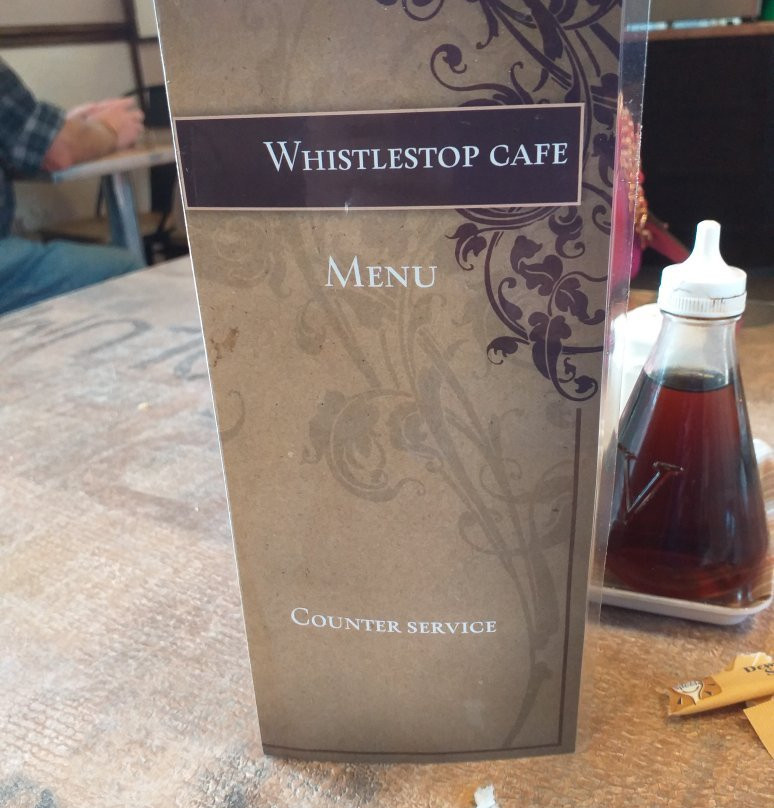 Whistlestop cafe
Menu
Counter service